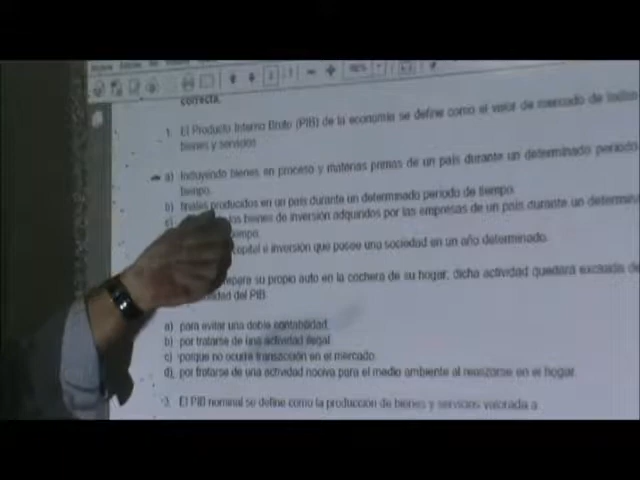 correcta.
1. El Producto Interno Bruto (PIB) de la economía se define como el valor de mercado de todos
bienes y servicios
a) Incluyendo bienes en proceso y materias primas de un país durante un determinado periodo
tiempo.
b) finales producidos en un país durante un determinado periodo de tiempo.
c) los bienes de inversión adquiridos por las empresas de un país durante un determin
tiempo.
capital e inversión que posee una sociedad en un año determinado.
repara su propio auto en la cochera de su hogar, dicha actividad quedará excluida de
del PIB
a) para evitar una doble contabilidad.
b) por tratarse de una actividad ilegal
c) porque no ocurre transacción en el mercado
d) por tratarse de una actividad nociva para el medio ambiente al realizarse en el hogar.
3. El PIB nominal se define como la producción de bienes y servicios valorada a